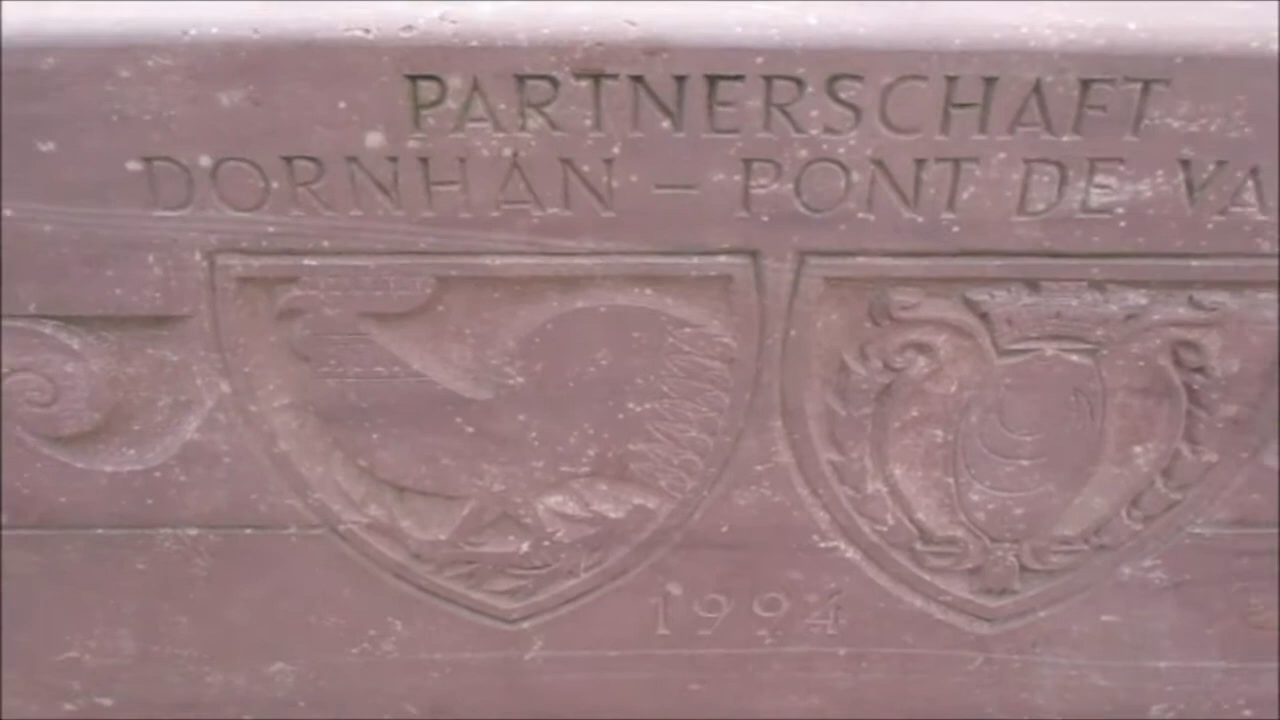 PARTNERSCHAFT
DORNHAN – PONT DE VA
1994